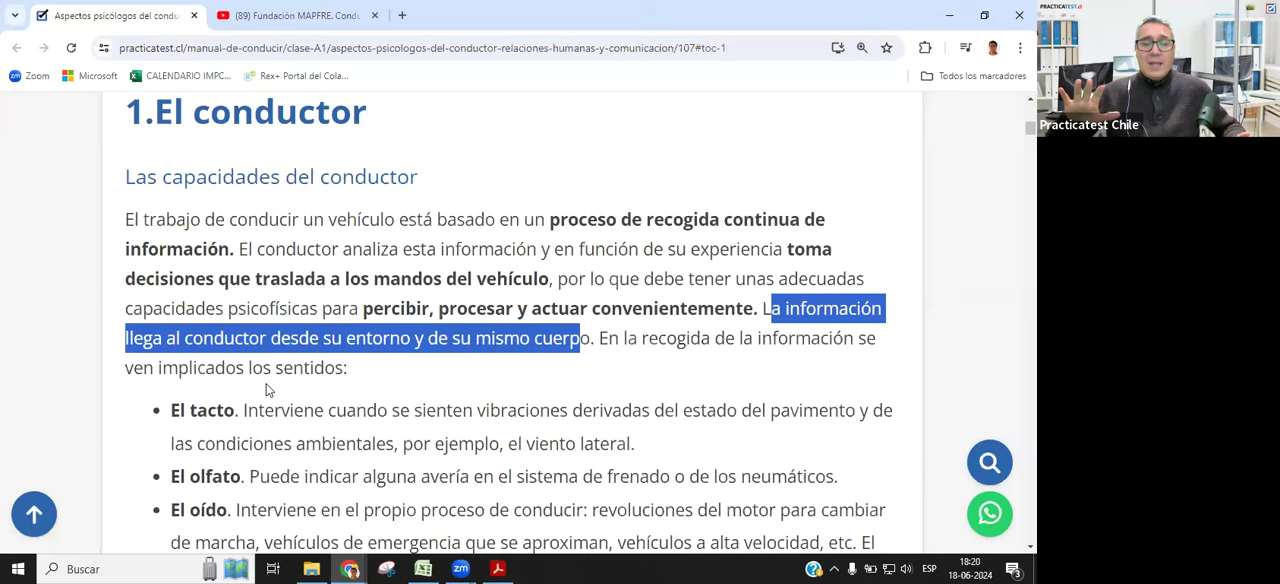 Aspectos psicólogos del condu
(89) Fundación MAPFRE. Cond
practicatest.cl/manual-de-conducir/clase-A1/aspectos-psicologos-del-conductor-relaciones-humanas-y-comunicacion/107#toc-1
Zoom
Microsoft
CALENDARIO IMPC...
Rex+ Portal del Cola...
Todos los marcadores
PRACTICATEST.cl
Practicatest Chile
1.El conductor
Las capacidades del conductor
El trabajo de conducir un vehículo está basado en un proceso de recogida continua de
información. El conductor analiza esta información y en función de su experiencia toma
decisiones que traslada a los mandos del vehículo, por lo que debe tener unas adecuadas
capacidades psicofísicas para percibir, procesar y actuar convenientemente. La información
llega al conductor desde su entorno y de su mismo cuerpo. En la recogida de la información se
ven implicados los sentidos:
• El tacto. Interviene cuando se sienten vibraciones derivadas del estado del pavimento y de
las condiciones ambientales, por ejemplo, el viento lateral.
• El olfato. Puede indicar alguna avería en el sistema de frenado o de los neumáticos.
• El oído. Interviene en el propio proceso de conducir: revoluciones del motor para cambiar
de marcha, vehículos de emergencia que se aproximan, vehículos a alta velocidad, etc. El
Buscar
zm
ESP
18:20
18-06-2024
3